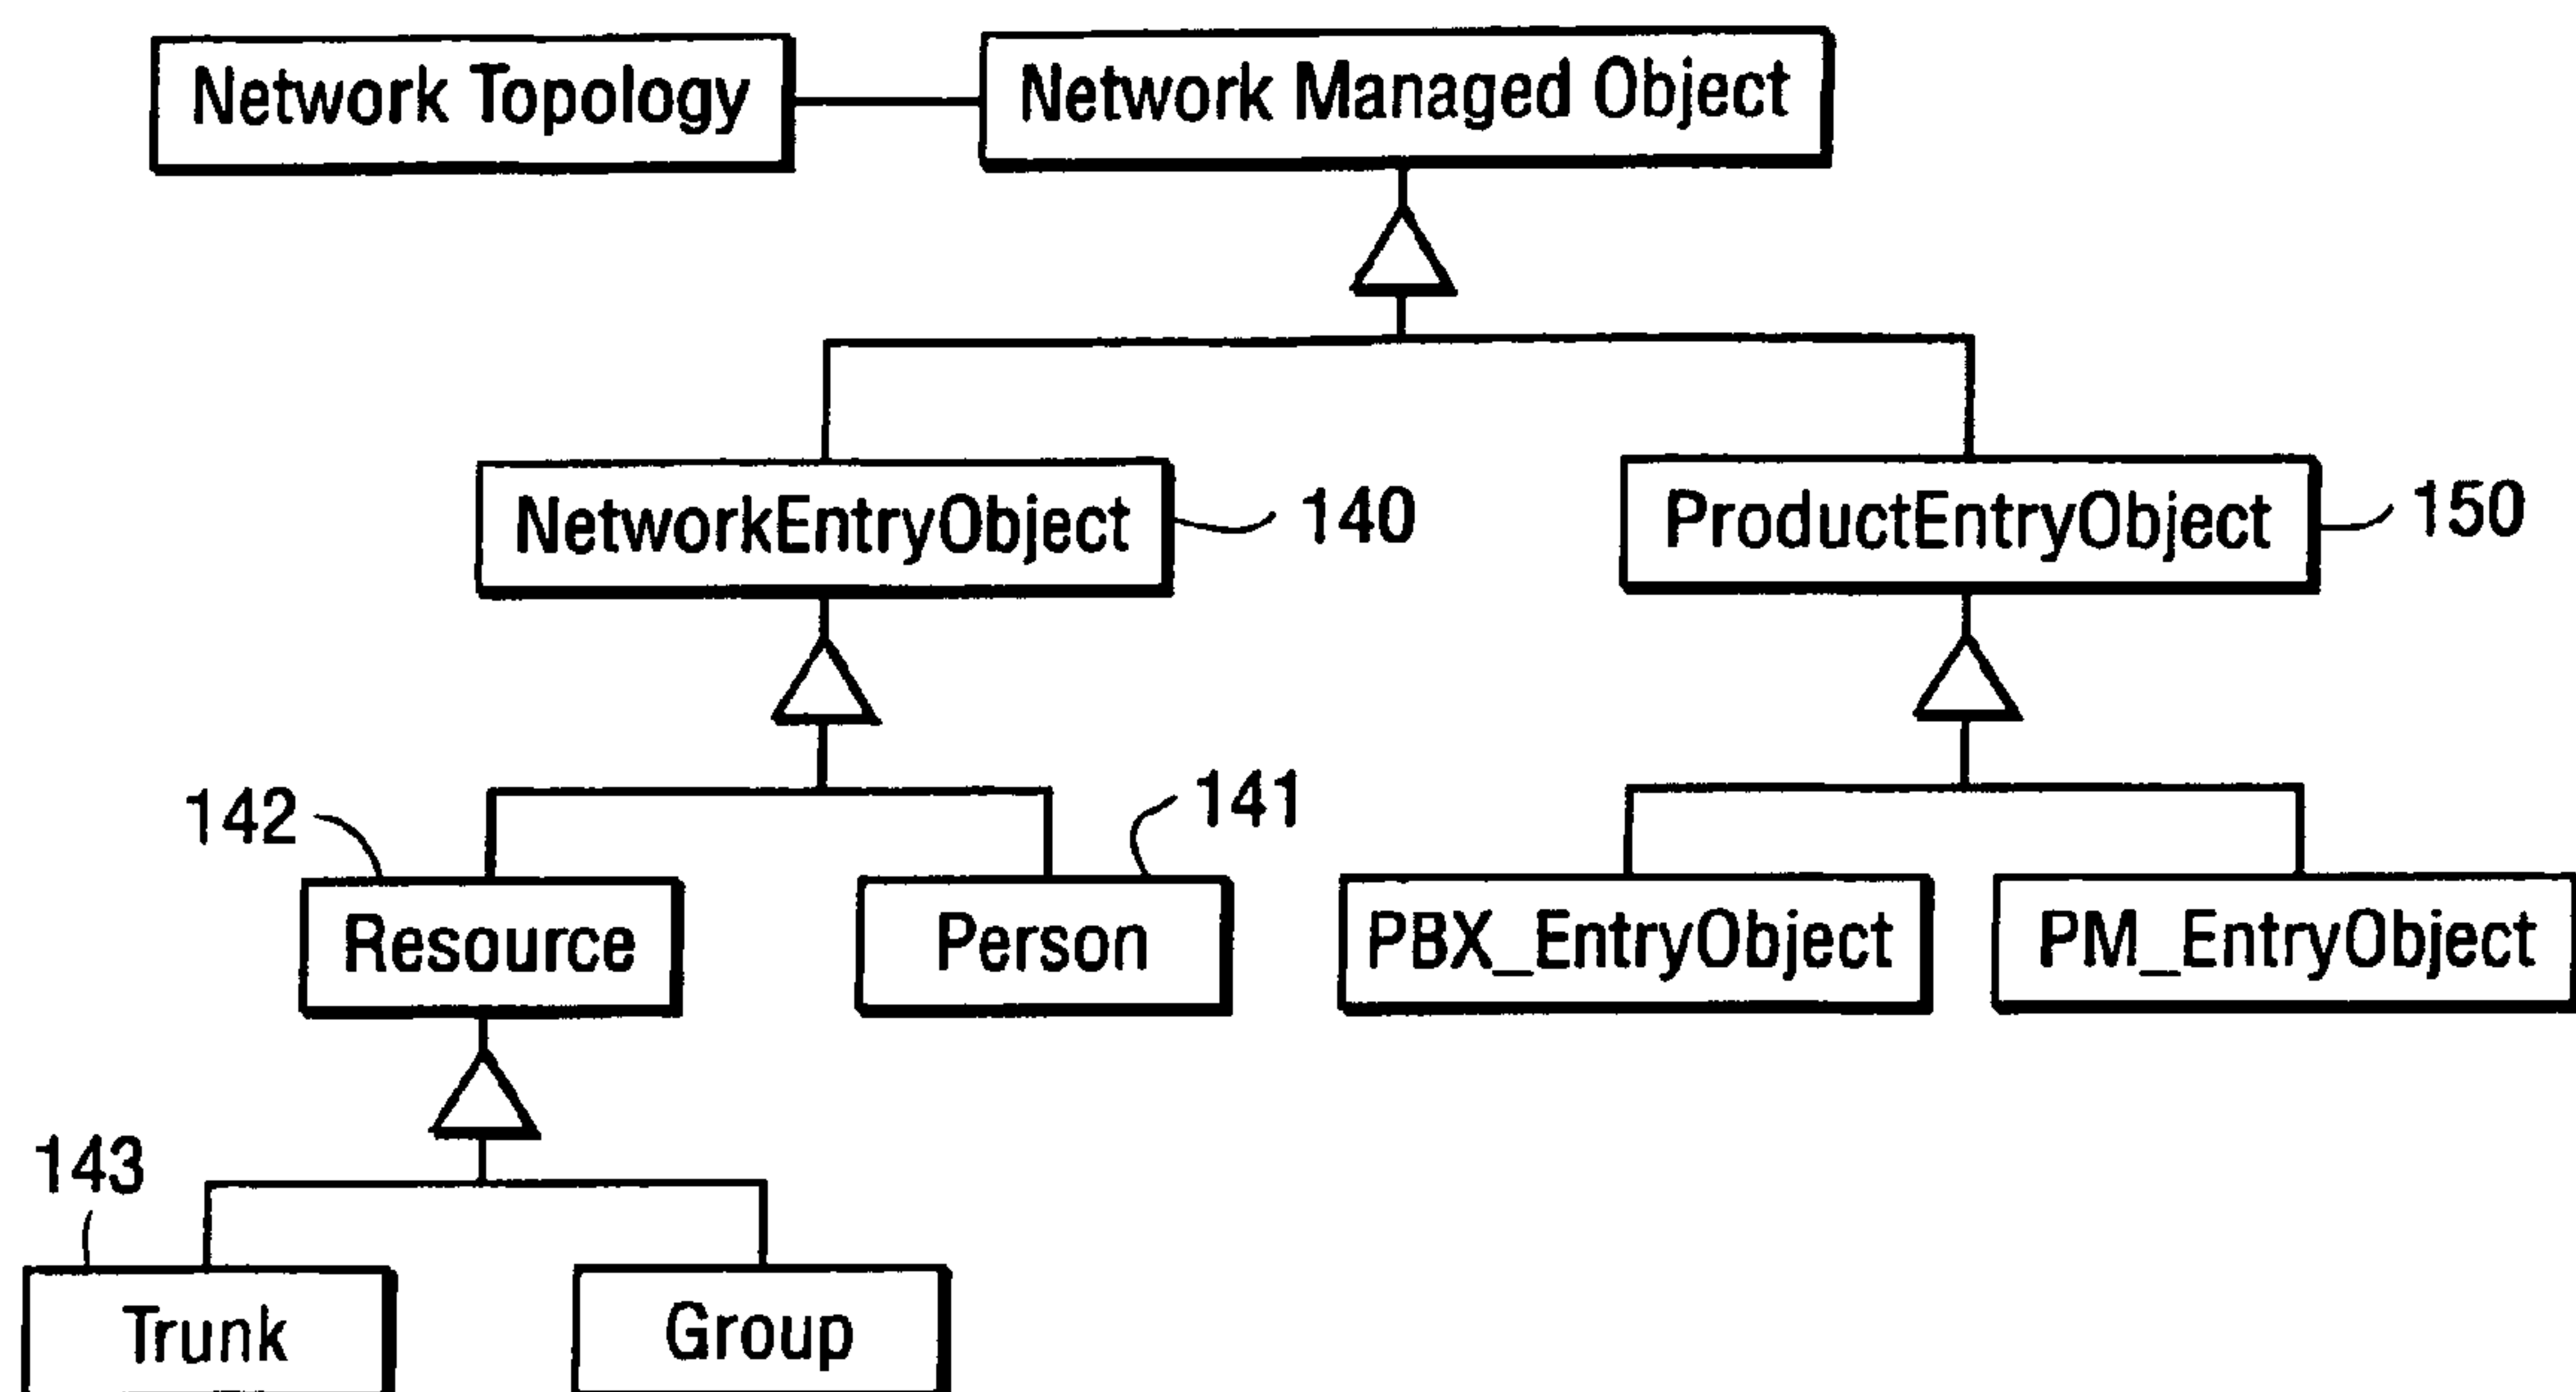 Network Topology
Network Managed Object
NetworkEntryObject
140
ProductEntryObject
150
142
141
Resource
Person
PBX_EntryObject
PM_EntryObject
143
Trunk
Group